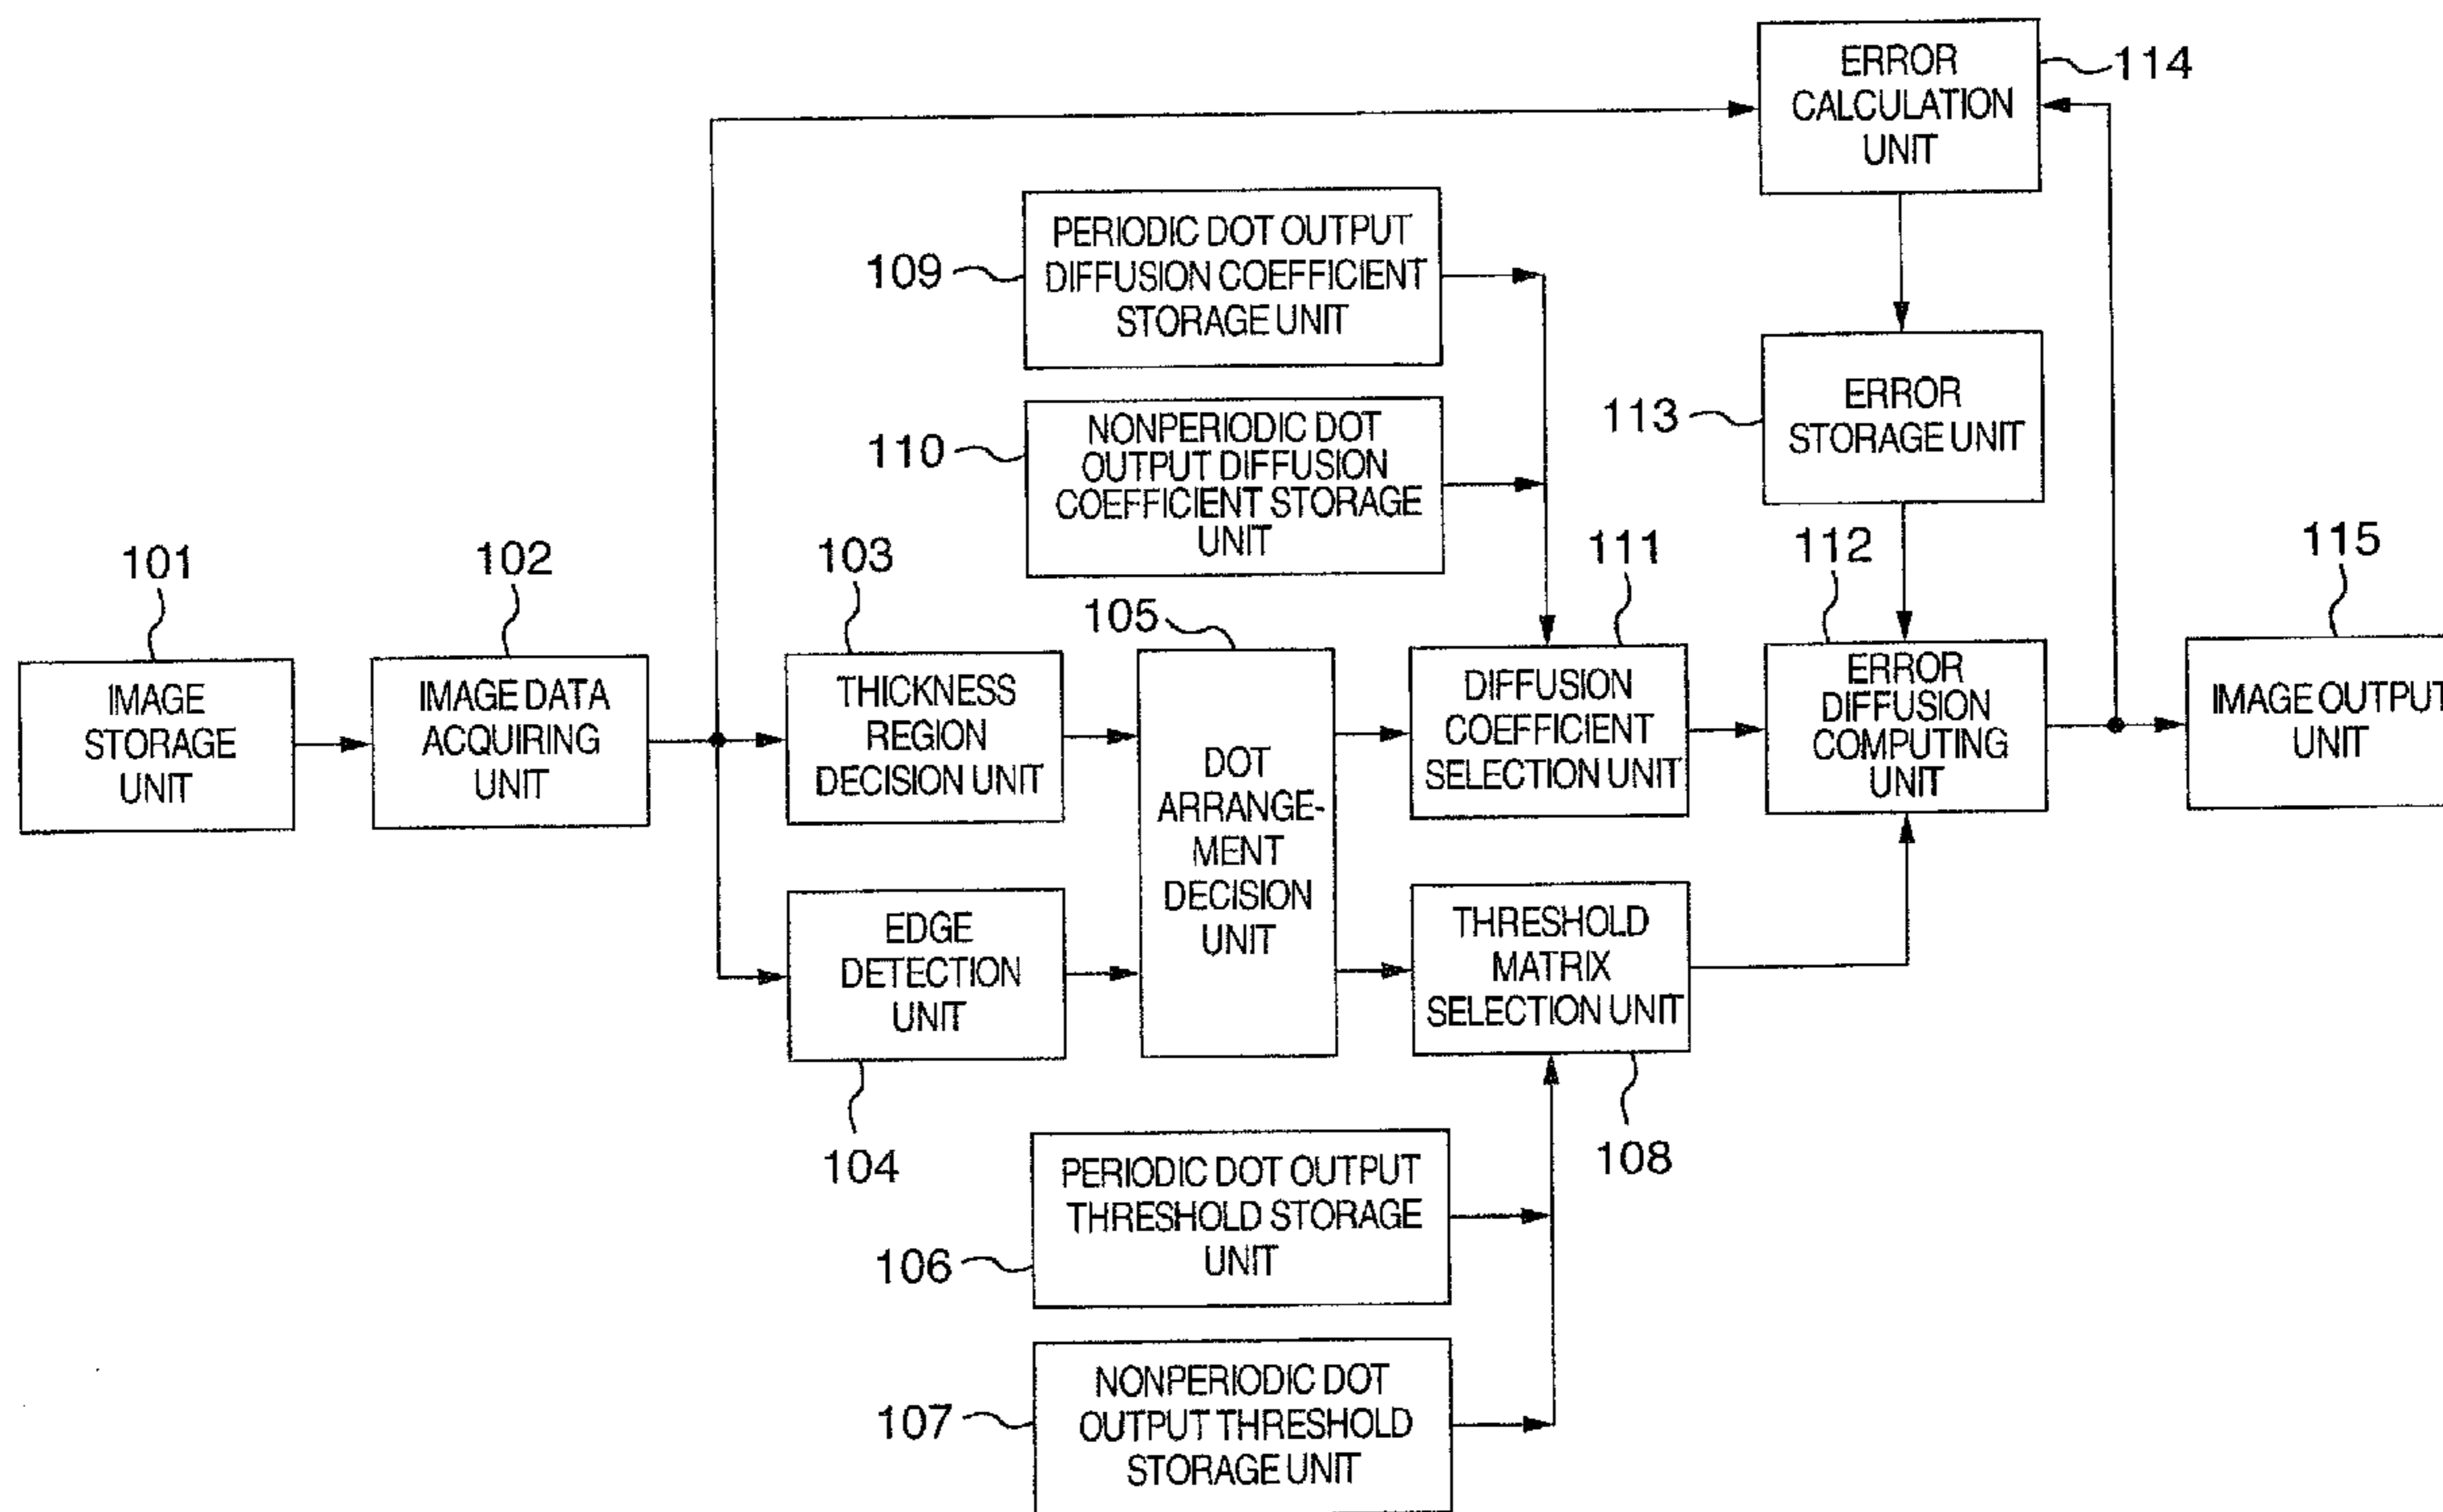 ERROR
CALCULATION
UNIT
114
PERIODIC DOT OUTPUT
DIFFUSION COEFFICIENT
STORAGE UNIT
109
NONPERIODIC DOT
OUTPUT DIFFUSION
COEFFICIENT STORAGE
UNIT
110
ERROR
STORAGE UNIT
113
101
IMAGE
STORAGE
UNIT
102
IMAGE DATA
ACQUIRING
UNIT
103
THICKNESS
REGION
DECISION UNIT
105
DOT
ARRANGE-
MENT
DECISION
UNIT
111
DIFFUSION
COEFFICIENT
SELECTION UNIT
112
ERROR
DIFFUSION
COMPUTING
UNIT
115
IMAGE OUTPUT
UNIT
EDGE
DETECTION
UNIT
104
THRESHOLD
MATRIX
SELECTION UNIT
108
PERIODIC DOT OUTPUT
THRESHOLD STORAGE
UNIT
106
NONPERIODIC DOT
OUTPUT THRESHOLD
STORAGE UNIT
107